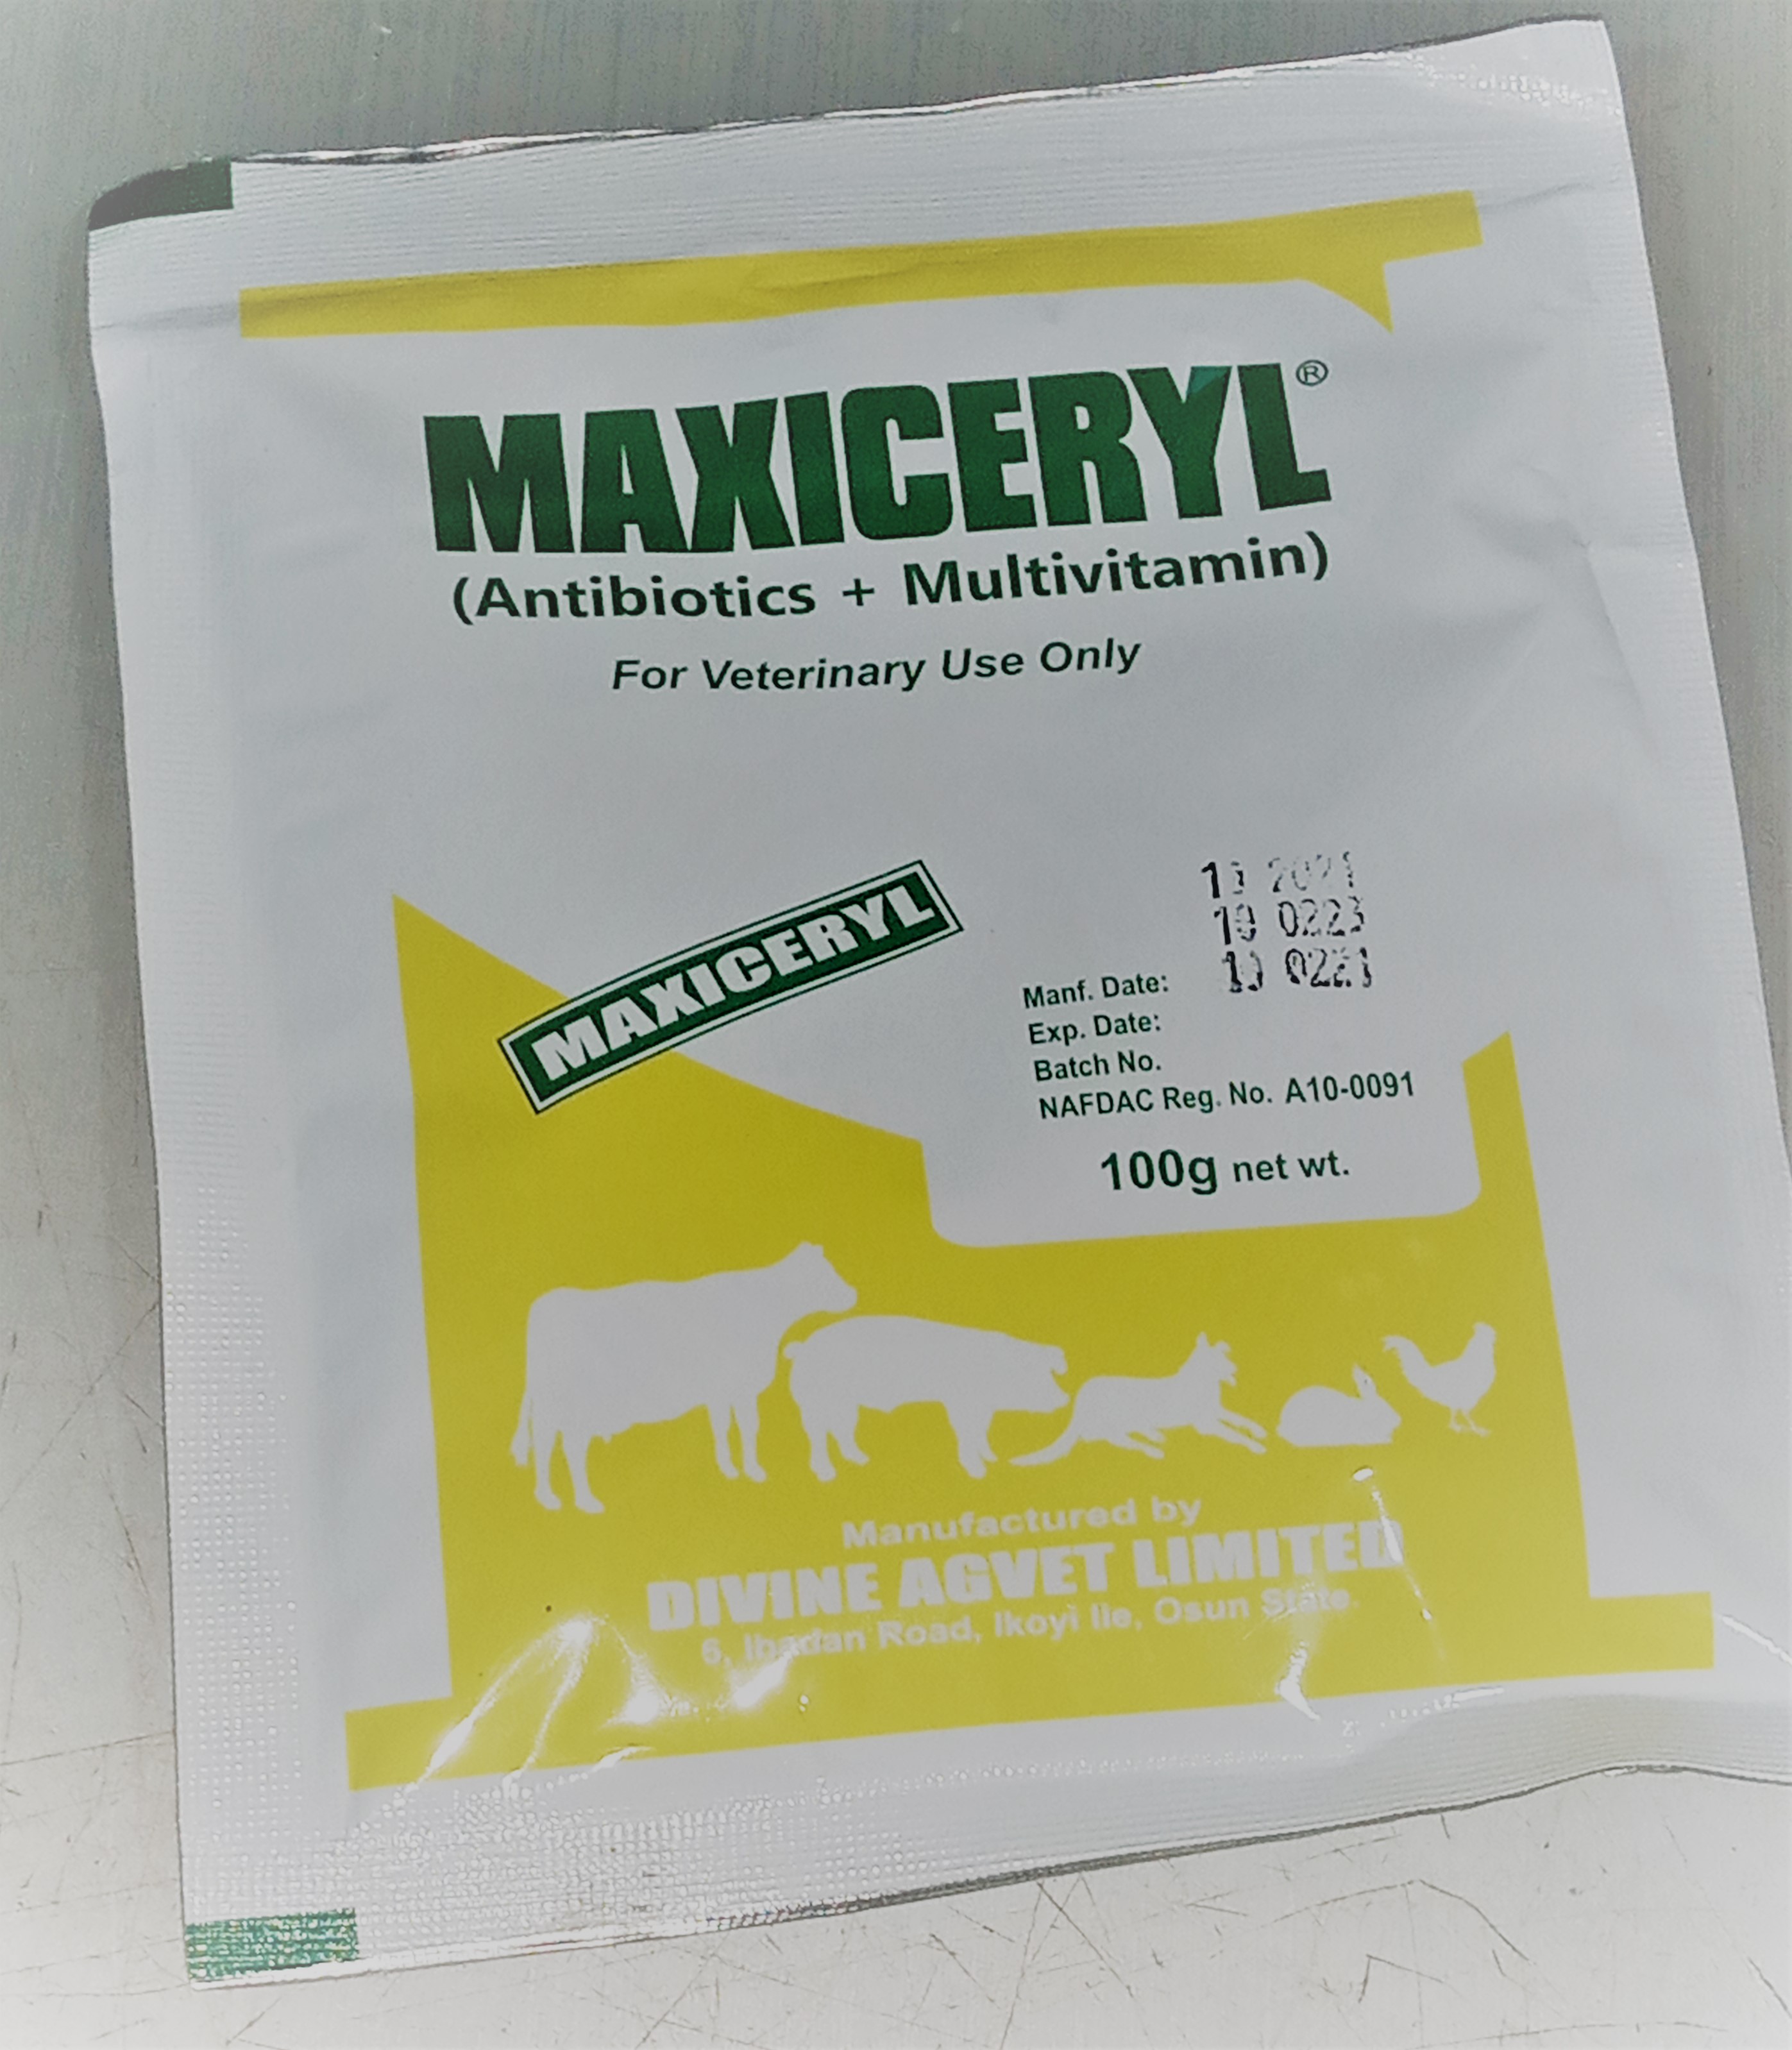 MAXICERYL®
(Antibiotics + Multivitamin)
For Veterinary Use Only
MAXICERYL
Manf. Date:
Exp. Date:
Batch No.
NAFDAC Reg. No. A10-0091
100g net wt.
Manufactured by
DIVINE AGVET LIMITED
6, Ibadan Road, Ikoyi Ile, Osun State